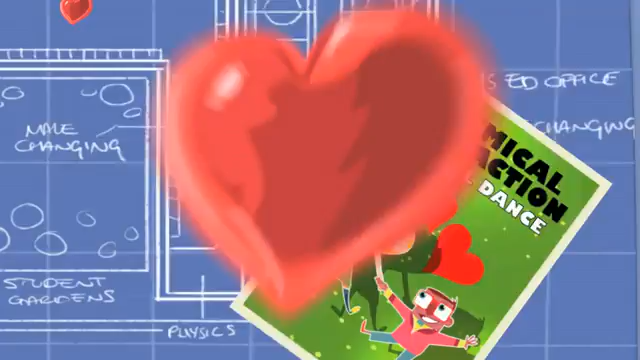 ED OFFICE
MALE
CHANGING
CHANGING
DANCE
STUDENT
GARDENS
PHYSICS